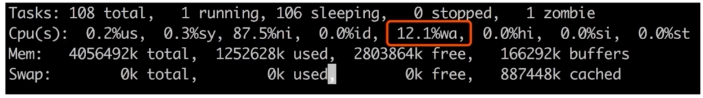 Tasks: 108 total,   1 running, 106 sleeping,   0 stopped,   1 zombie
Cpu(s):  0.2%us,  0.3%sy, 87.5%ni,  0.0%id, 12.1%wa,  0.0%hi,  0.0%si,  0.0%st
Mem:   4056492k total,  1252628k used,  2803864k free,   166292k buffers
Swap:        0k total,        0k used,        0k free,   887448k cached